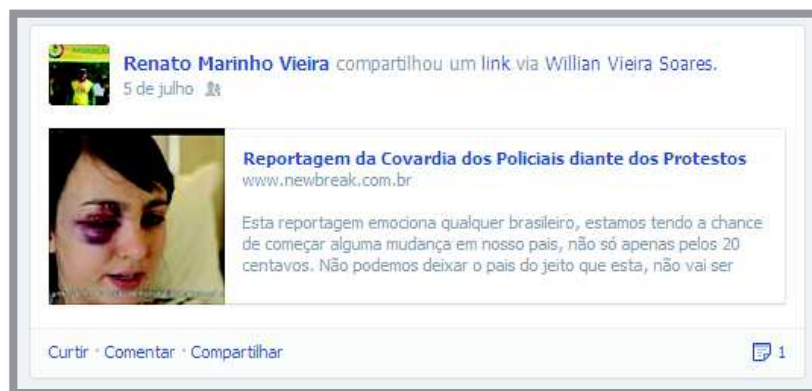 Renato Marinho Vieira compartilhou um link via Willian Vieira Soares.
5 de julho
Reportagem da Covardia dos Policiais diante dos Protestos
www.newbreak.com.br
Esta reportagem emociona qualquer brasileiro, estamos tendo a chance
de começar alguma mudança em nosso pais, não só apenas pelos 20
centavos. Não podemos deixar o pais do jeito que esta, não vai ser
Curtir · Comentar · Compartilhar
1